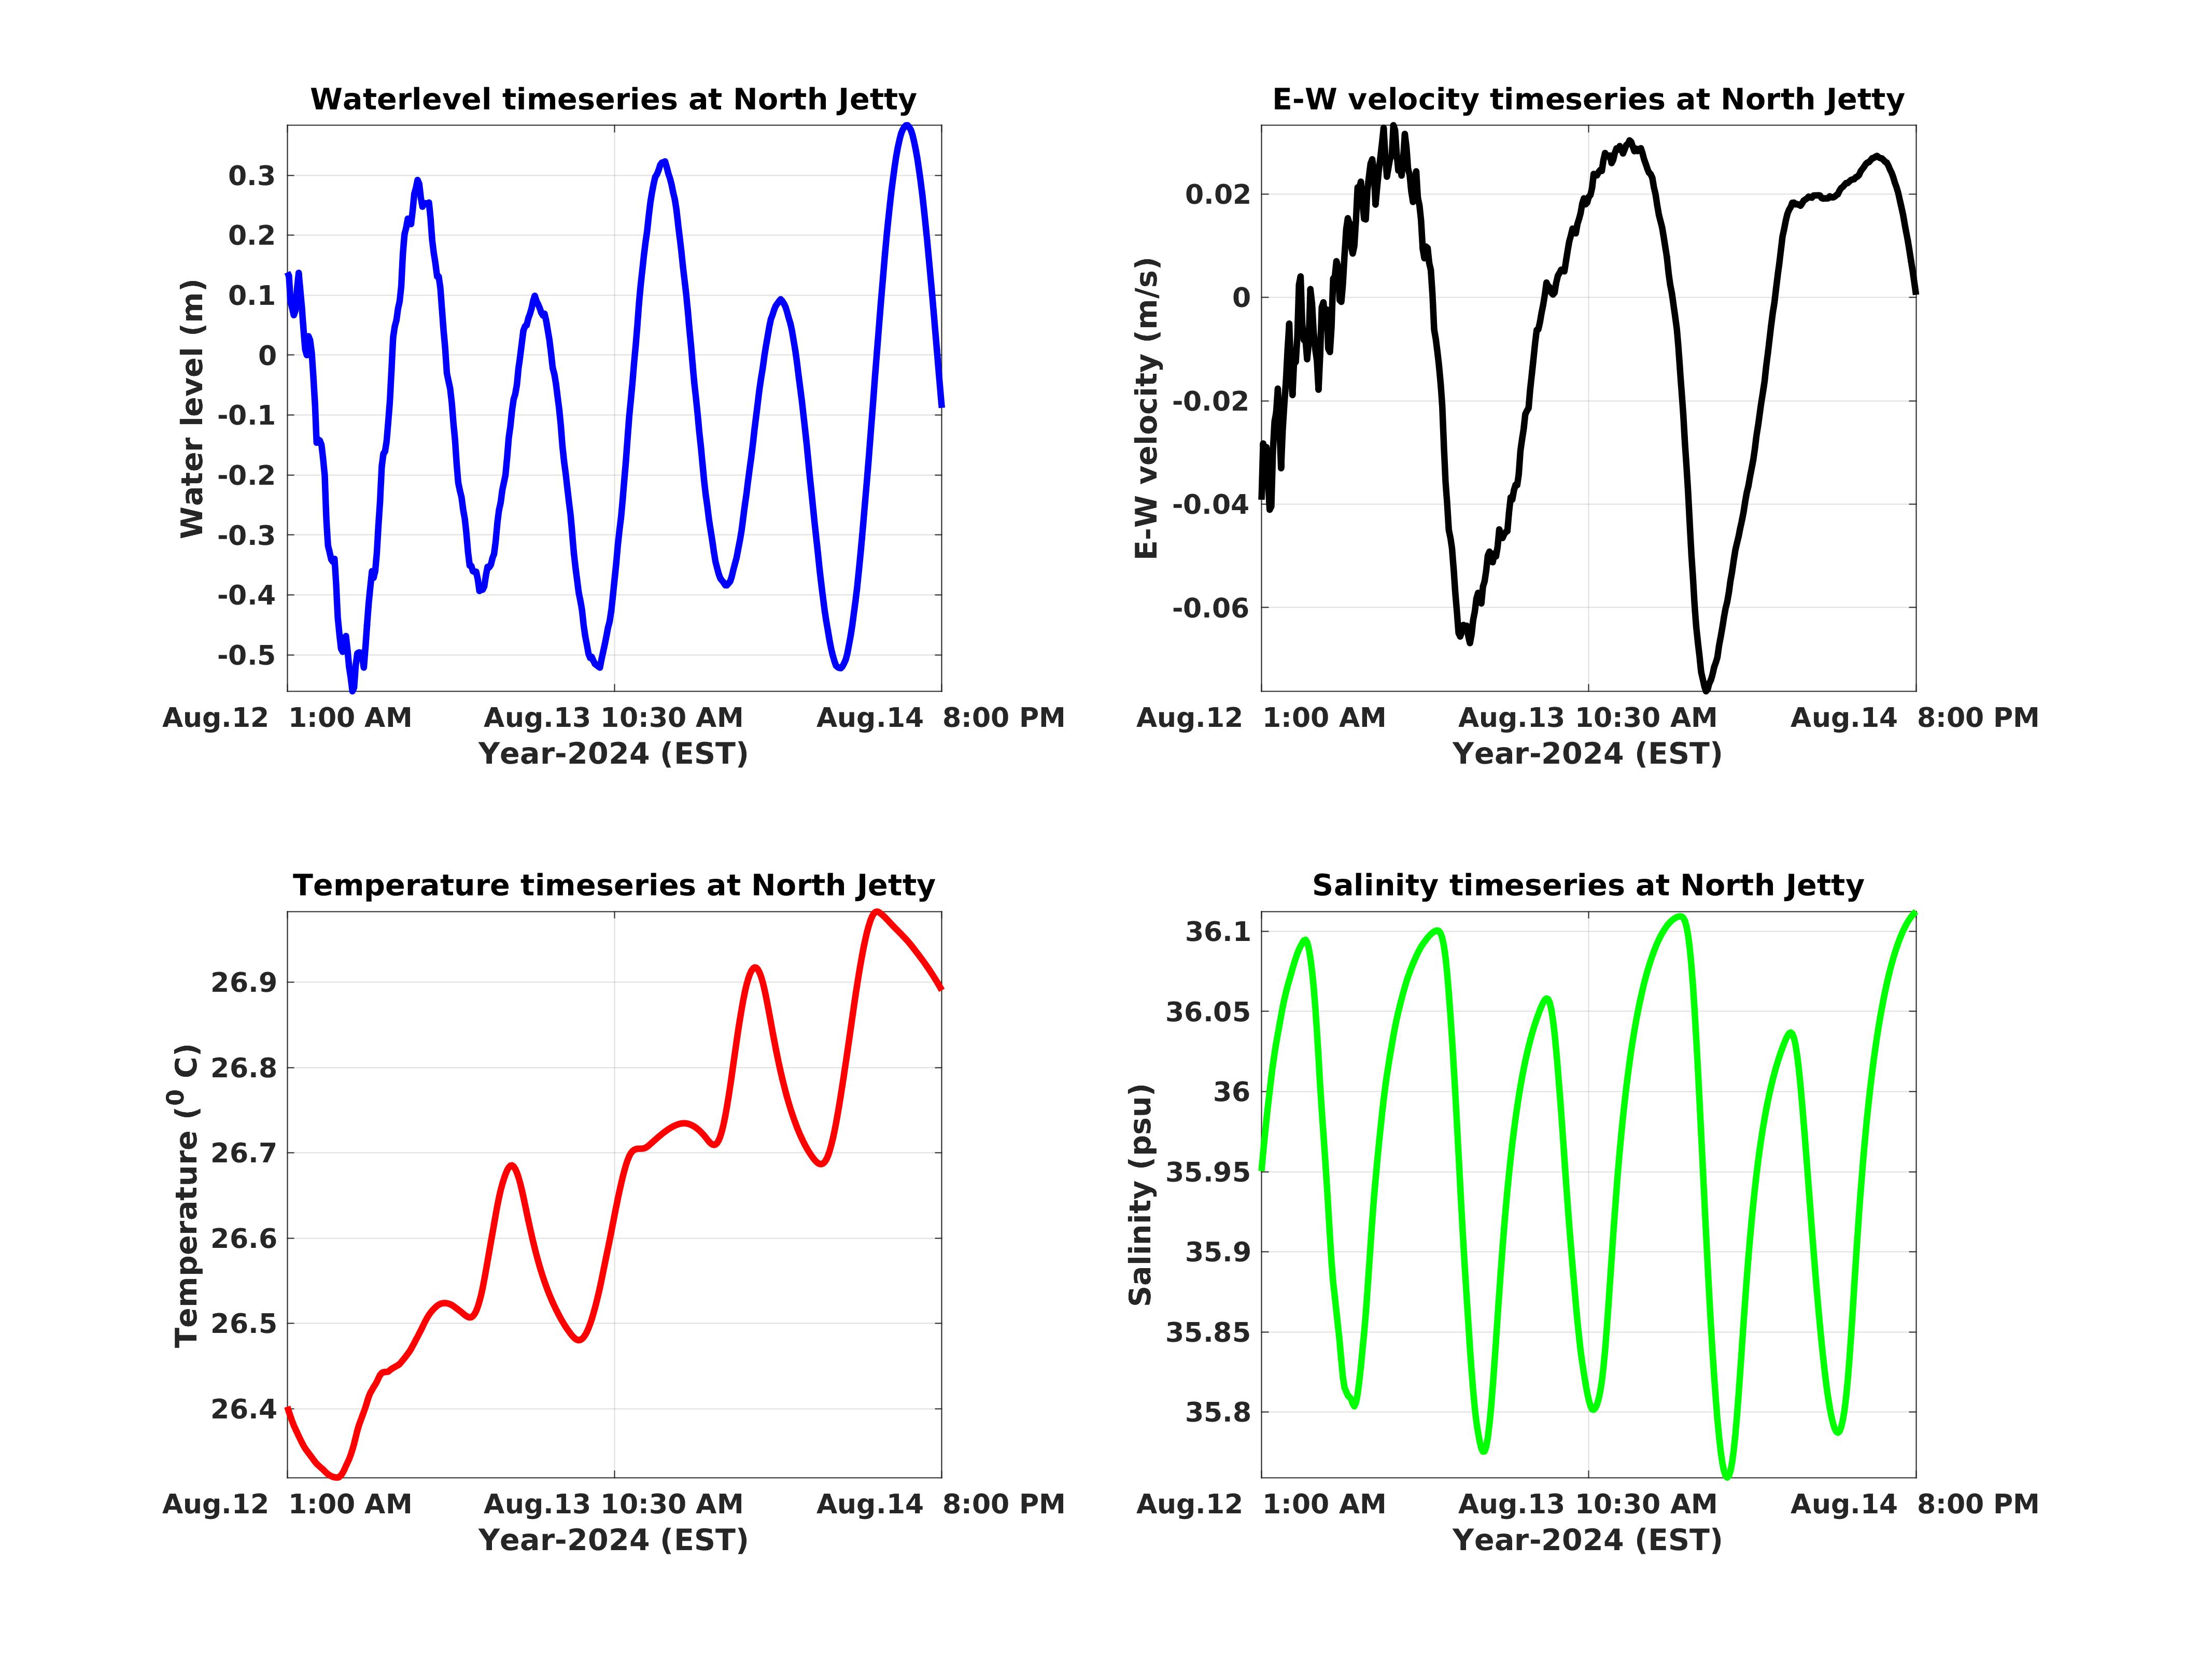 Waterlevel timeseries at North Jetty
0.3
0.2
0.1
0
-0.1
-0.2
-0.3
-0.4
-0.5
Water level (m)
Aug.12 1:00 AM
Aug.13 10:30 AM
Aug.14 8:00 PM
Year-2024 (EST)
E-W velocity timeseries at North Jetty
0.02
0
-0.02
-0.04
-0.06
E-W velocity (m/s)
Aug.12 1:00 AM
Aug.13 10:30 AM
Aug.14 8:00 PM
Year-2024 (EST)
Temperature timeseries at North Jetty
26.9
26.8
26.7
26.6
26.5
26.4
Temperature (⁰ C)
Aug.12 1:00 AM
Aug.13 10:30 AM
Aug.14 8:00 PM
Year-2024 (EST)
Salinity timeseries at North Jetty
36.1
36.05
36
35.95
35.9
35.85
35.8
Salinity (psu)
Aug.12 1:00 AM
Aug.13 10:30 AM
Aug.14 8:00 PM
Year-2024 (EST)